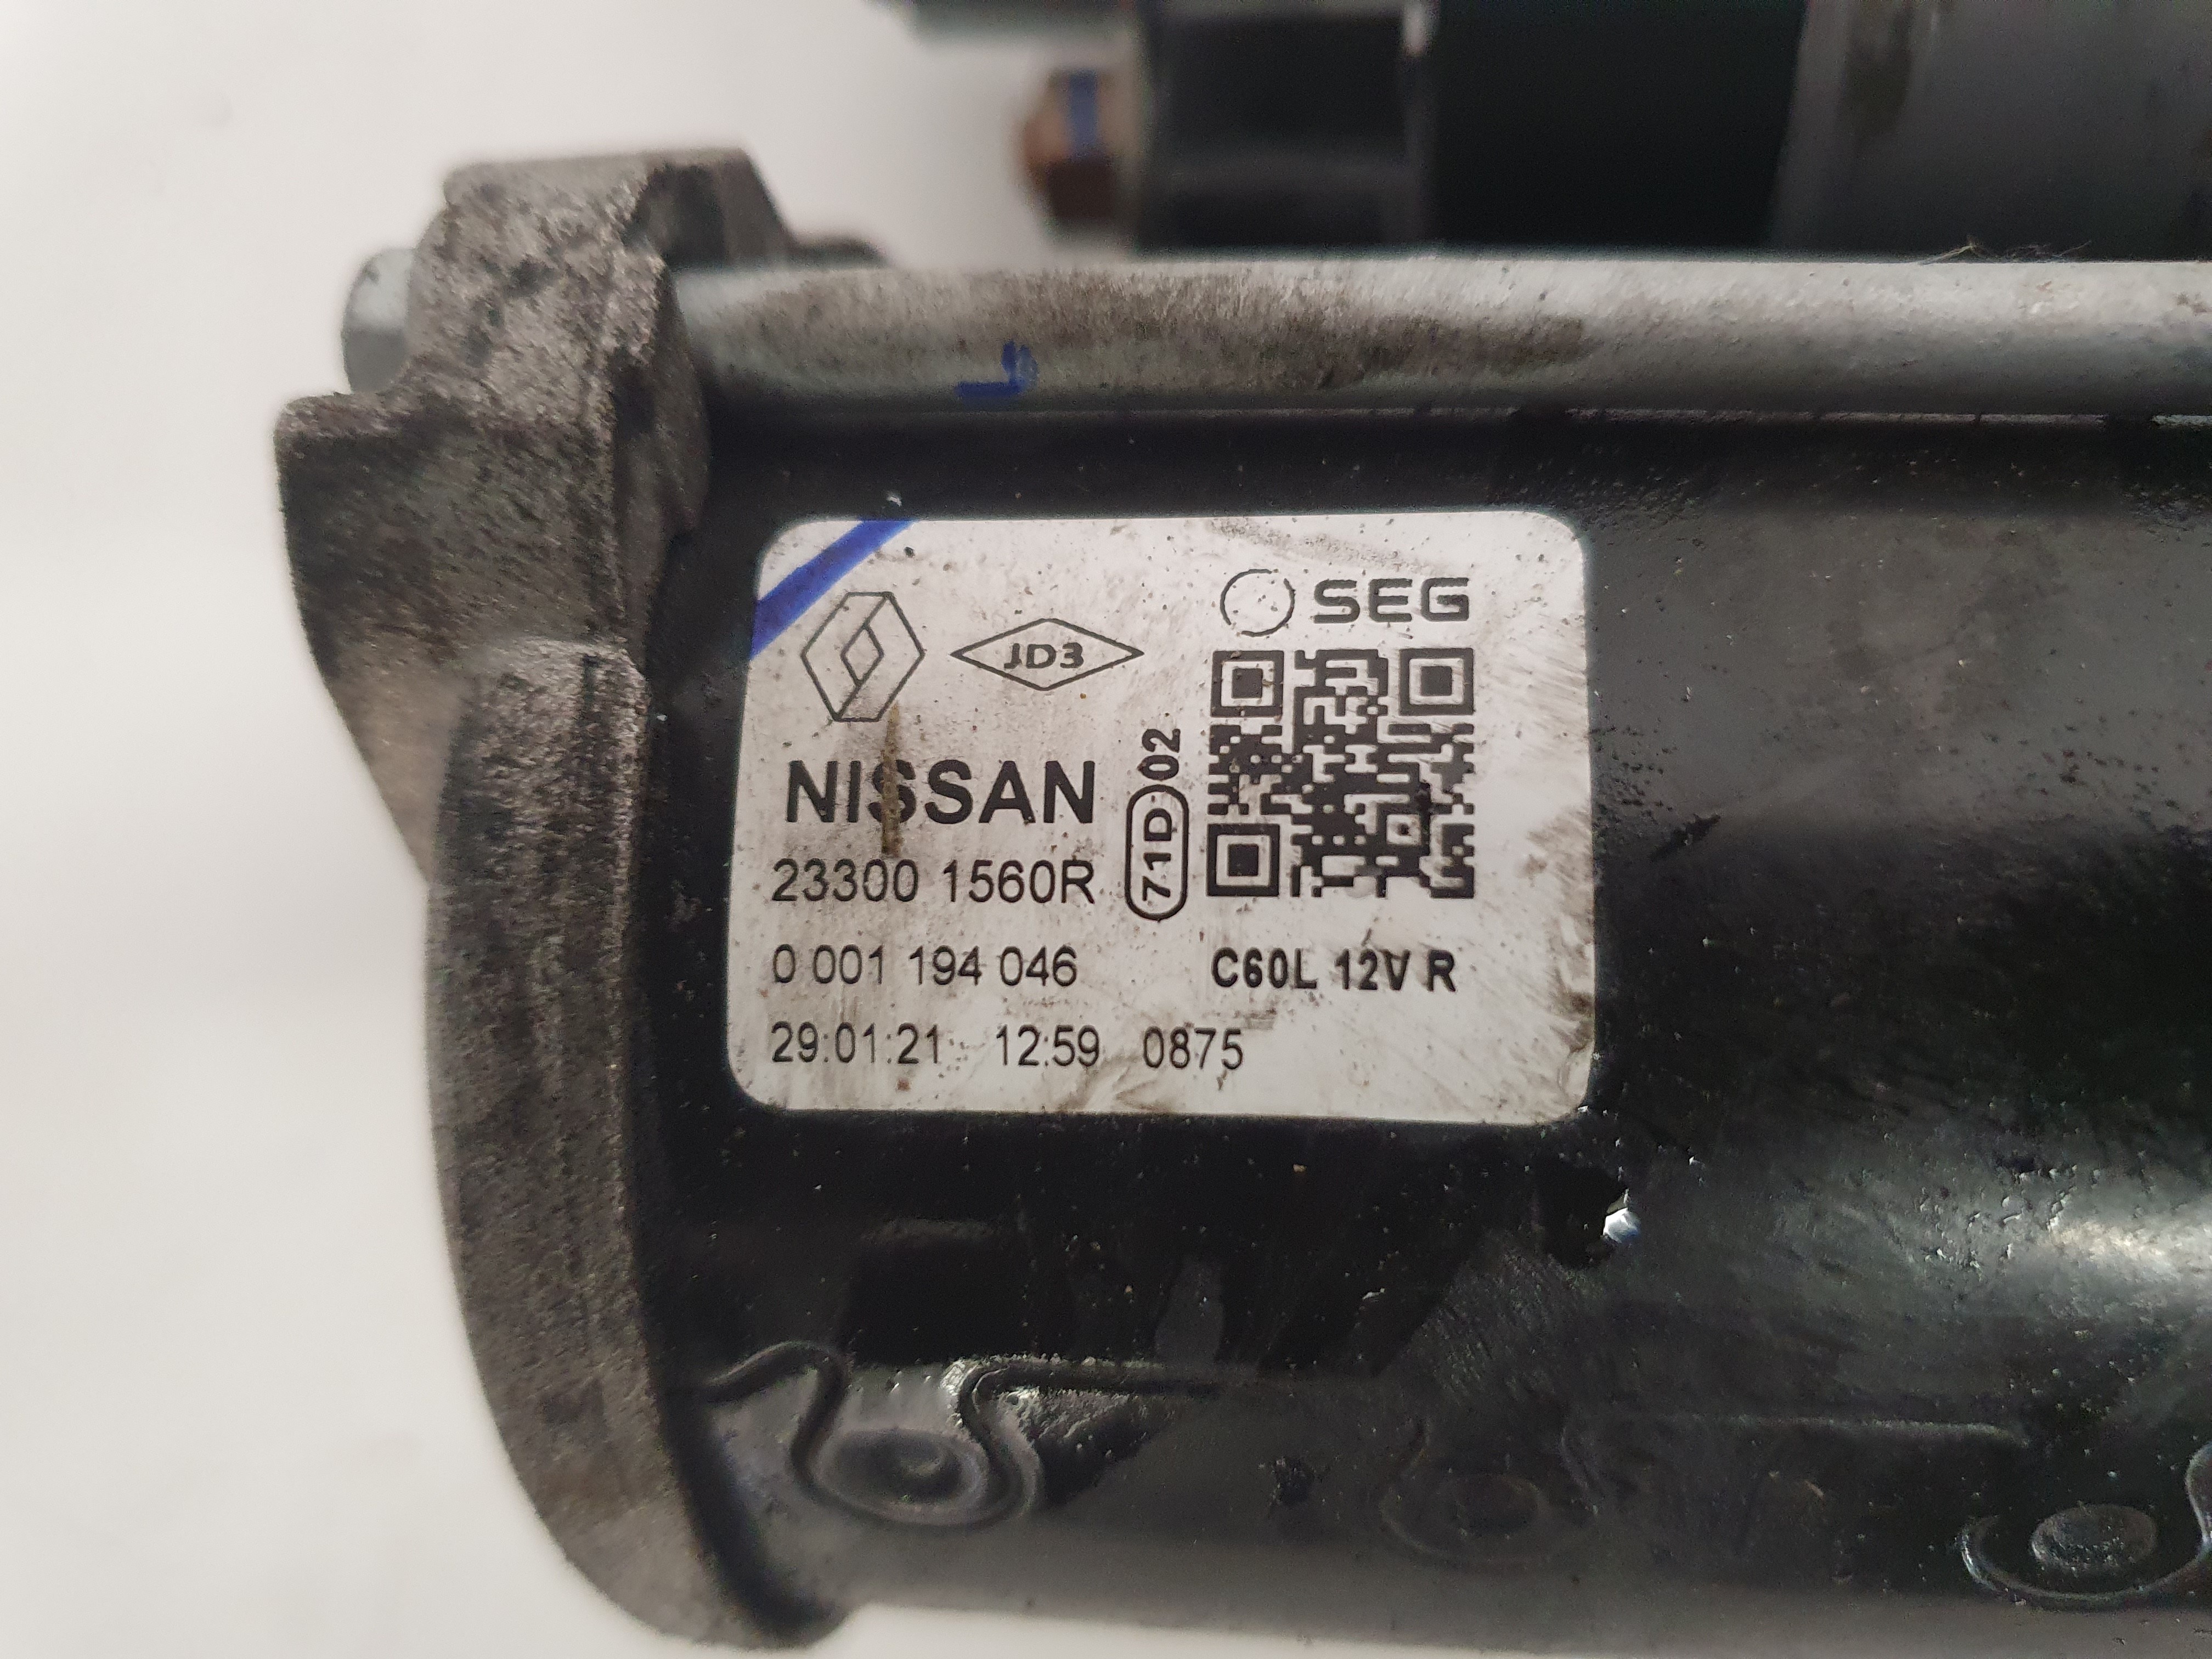 SEG
JD3
NISSAN
71D 02
23300 1560R
0 001 194 046
C60L 12V R
29:01:21 12:59 0875